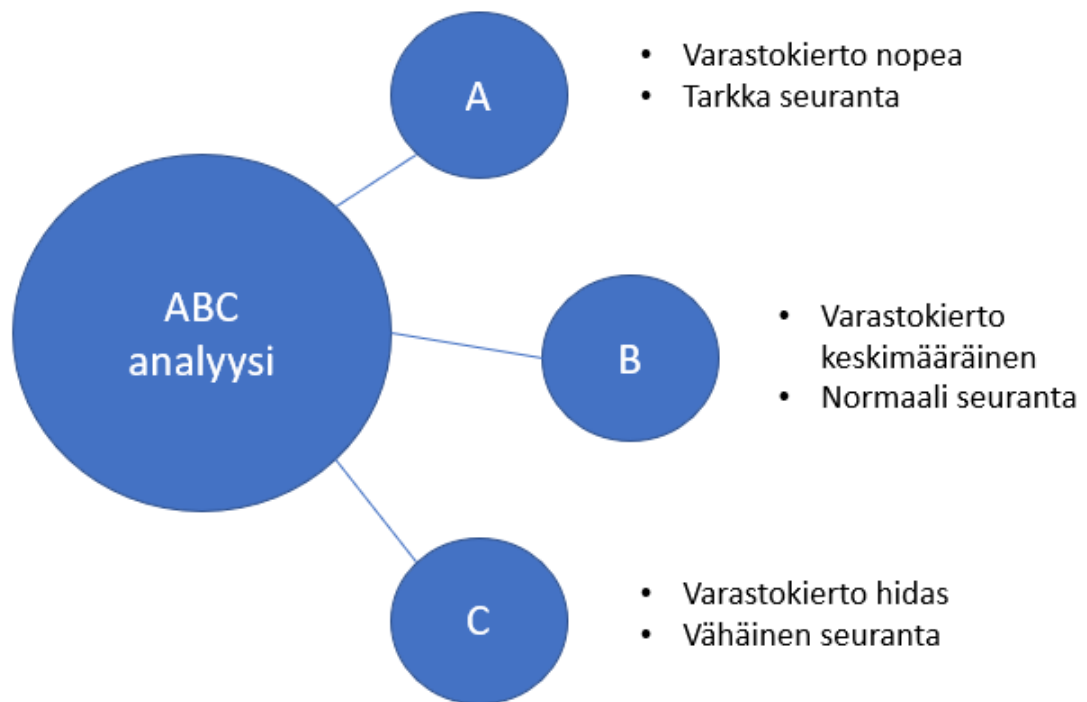 A
• Varastokierto nopea
• Tarkka seuranta
ABC
analyysi
B
• Varastokierto
keskimääräinen
• Normaali seuranta
C
• Varastokierto hidas
• Vähäinen seuranta